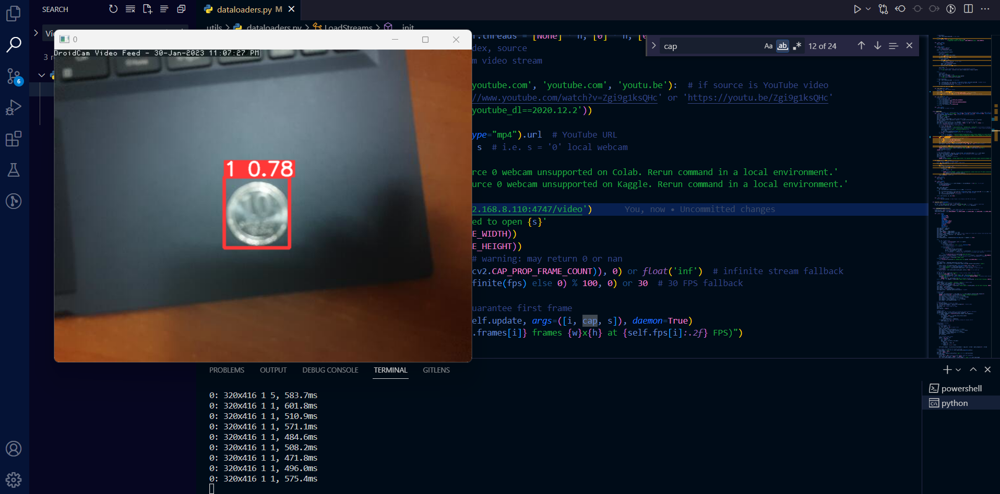 SEARCH
dataloaders.py M
utils > dataloaders.py > LoadStreams > __init__
0
DroidCam Video Feed - 30-Jan-2023 11:07:27 PM
1 0.78
10
6
cap
Aa
ab
12 of 24
dex, source
m video stream
youtube.com', 'youtube.com', 'youtu.be'):  # if source is YouTube video
//www.youtube.com/watch?v=Zgi9g1ksQHc' or 'https://youtu.be/Zgi9g1ksQHc'
youtube_dl==2020.12.2'))
ype="mp4").url  # YouTube URL
s  # i.e. s = '0' local webcam
rce 0 webcam unsupported on Colab. Rerun command in a local environment.'
urce 0 webcam unsupported on Kaggle. Rerun command in a local environment.'
2.168.8.110:4747/video')  You, now • Uncommitted changes
ed to open {s}'
E_WIDTH))
E_HEIGHT))
# warning: may return 0 or nan
cv2.CAP_PROP_FRAME_COUNT)), 0) or float('inf')  # infinite stream fallback
finite(fps) else 0) % 100, 0) or 30  # 30 FPS fallback
uarantee first frame
elf.update, args=([i, cap, s]), daemon=True)
.frames[i]} frames {w}x{h} at {self.fps[i]:.2f} FPS)")
PROBLEMS OUTPUT DEBUG CONSOLE TERMINAL GITLENS
powershell
python
0: 320x416 1 5, 583.7ms
0: 320x416 1 1, 601.8ms
0: 320x416 1 1, 510.9ms
0: 320x416 1 1, 571.1ms
0: 320x416 1 1, 484.6ms
0: 320x416 1 1, 508.2ms
0: 320x416 1 1, 471.8ms
0: 320x416 1 1, 496.0ms
0: 320x416 1 1, 575.4ms